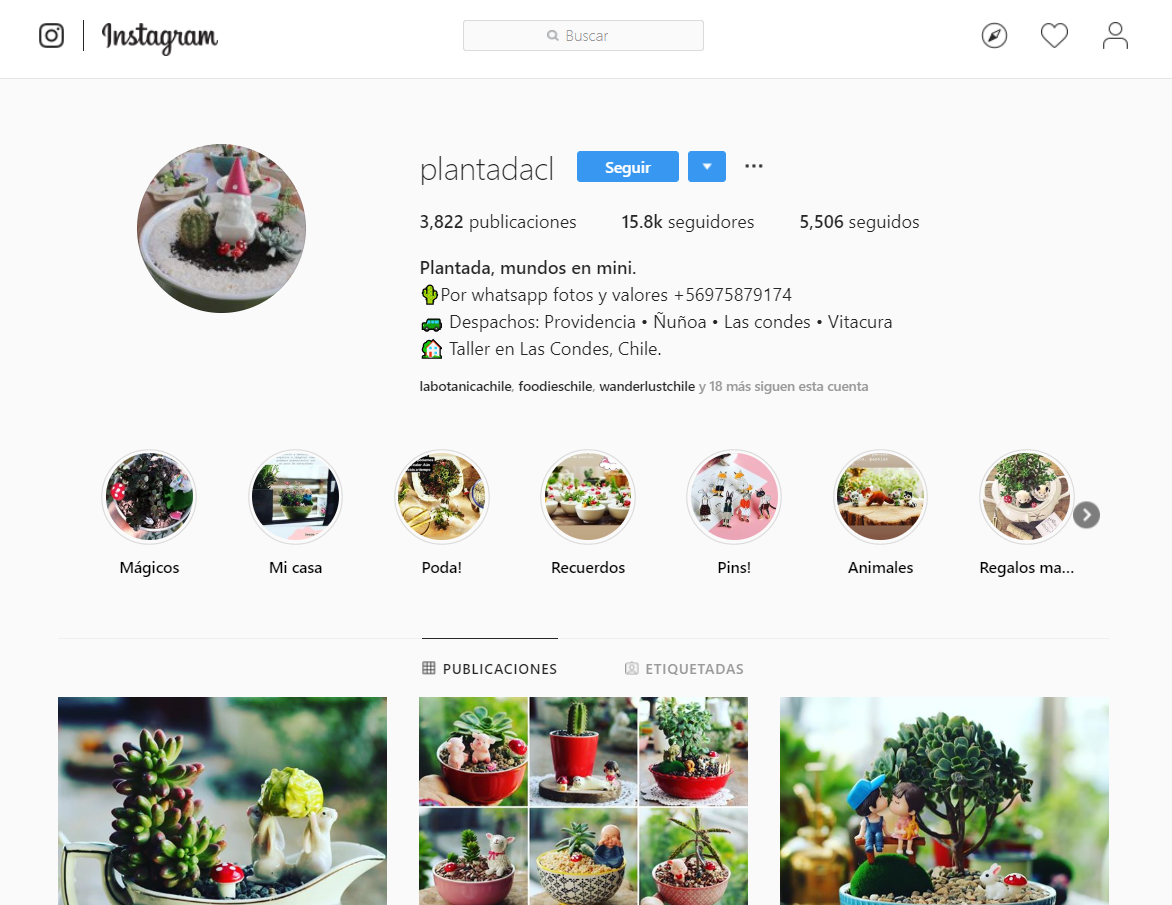 Instagram
Buscar
plantadacl Seguir
3,822 publicaciones 15.8k seguidores 5,506 seguidos
Plantada, mundos en mini.
🌵Por whatsapp fotos y valores +56975879174
🚙 Despachos: Providencia • Ñuñoa • Las condes • Vitacura
🏡 Taller en Las Condes, Chile.
labotanicachile, foodieschile, wanderlustchile y 18 más siguen esta cuenta
Mágicos Mi casa Poda! Recuerdos Pins! Animales Regalos ma...
PUBLICACIONES ETIQUETADAS